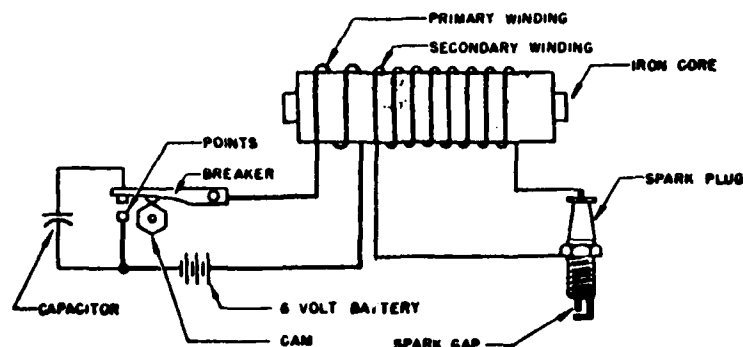 PRIMARY WINDING
SECONDARY WINDING
IRON CORE
POINTS
BREAKER
SPARK PLUG
CAPACITOR
6 VOLT BATTERY
CAM
SPARK GAP